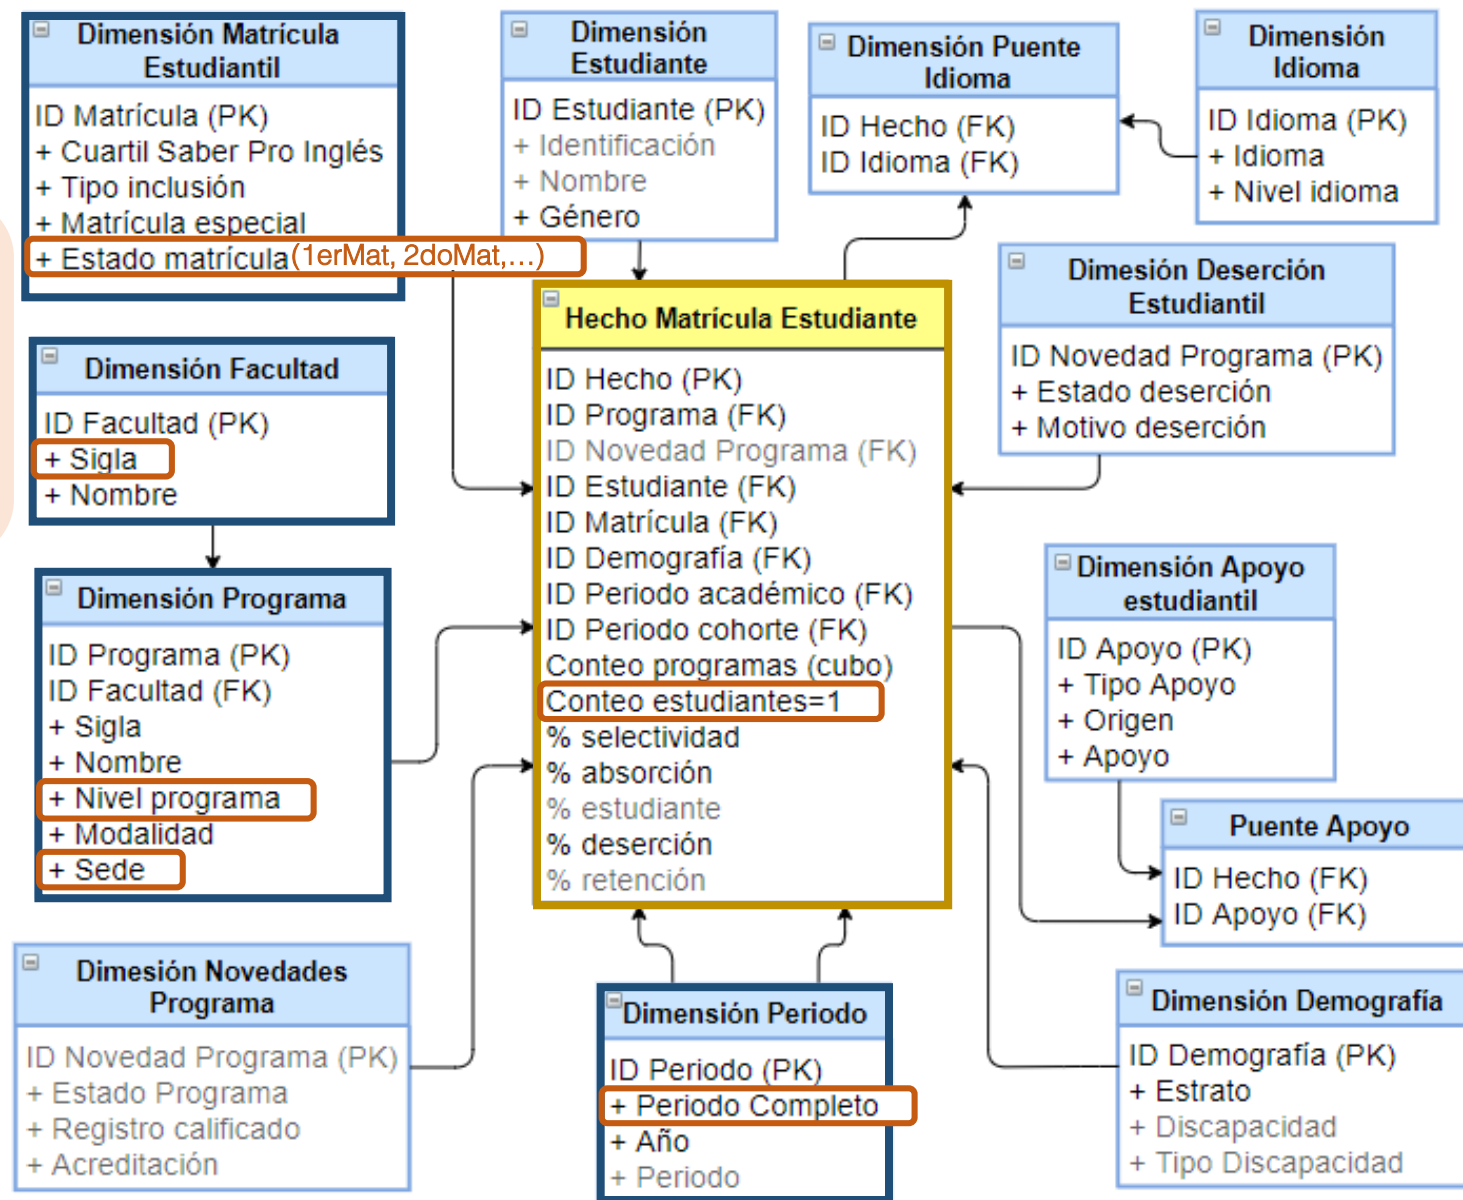 Dimensión Matrícula
Estudiantil
ID Matrícula (PK)
+ Cuartil Saber Pro Inglés
+ Tipo inclusión
+ Matrícula especial
+ Estado matrícula (1erMat, 2doMat,...)
Dimensión
Estudiante
ID Estudiante (PK)
+ Identificación
+ Nombre
+ Género
Dimensión Puente
Idioma
ID Hecho (FK)
ID Idioma (FK)
Dimensión
Idioma
ID Idioma (PK)
+ Idioma
+ Nivel idioma
Dimesión Deserción
Estudiantil
ID Novedad Programa (PK)
+ Estado deserción
+ Motivo deserción
Dimensión Facultad
ID Facultad (PK)
+ Sigla
+ Nombre
Hecho Matrícula Estudiante
ID Hecho (PK)
ID Programa (FK)
ID Novedad Programa (FK)
ID Estudiante (FK)
ID Matrícula (FK)
ID Demografía (FK)
ID Periodo académico (FK)
ID Periodo cohorte (FK)
Conteo programas (cubo)
Conteo estudiantes=1
% selectividad
% absorción
% estudiante
% deserción
% retención
Dimensión Programa
ID Programa (PK)
ID Facultad (FK)
+ Sigla
+ Nombre
+ Nivel programa
+ Modalidad
+ Sede
Dimensión Apoyo
estudiantil
ID Apoyo (PK)
+ Tipo Apoyo
+ Origen
+ Apoyo
Puente Apoyo
ID Hecho (FK)
ID Apoyo (FK)
Dimesión Novedades
Programa
ID Novedad Programa (PK)
+ Estado Programa
+ Registro calificado
+ Acreditación
Dimensión Periodo
ID Periodo (PK)
+ Periodo Completo
+ Año
+ Periodo
Dimensión Demografía
ID Demografía (PK)
+ Estrato
+ Discapacidad
+ Tipo Discapacidad